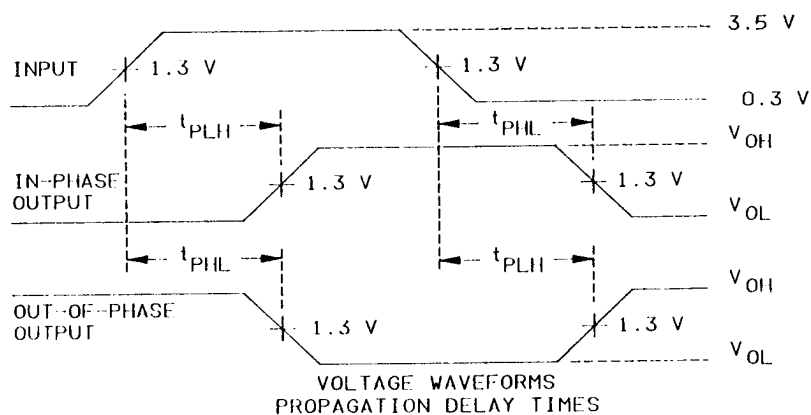 3.5 V
INPUT
1.3 V
1.3 V
0.3 V
tPLH
tPHL
VOH
IN-PHASE
OUTPUT
1.3 V
1.3 V
VOL
tPHL
tPLH
VOH
OUT-OF-PHASE
OUTPUT
1.3 V
1.3 V
VOL
VOLTAGE WAVEFORMS
PROPAGATION DELAY TIMES